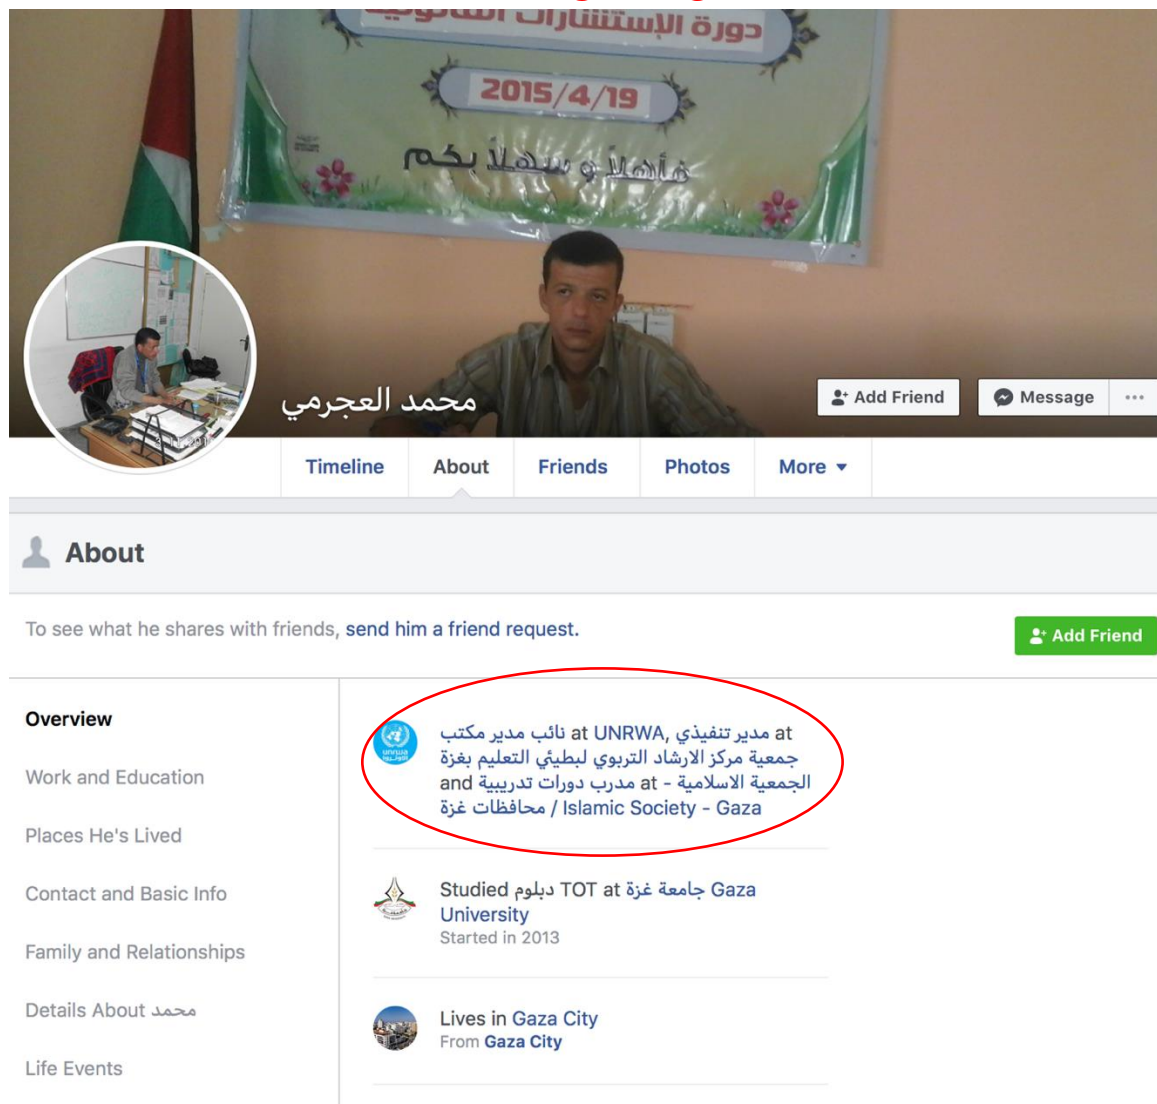 دورة الإستشارات القانونية
2015/4/19
فأهلاً و سهلاً بكم
محمد العجرمي
Add Friend
Message
Timeline
About
Friends
Photos
More
About
To see what he shares with friends, send him a friend request.
Add Friend
Overview
Work and Education
Places He's Lived
Contact and Basic Info
Family and Relationships
Details About محمد
Life Events
unrwa
الأونروا
نائب مدير مكتب at UNRWA, مدير تنفيذي at
جمعية مركز الارشاد التربوي لبطيئي التعليم بغزة
and مدرب دورات تدريبية at الجمعية الاسلامية -
محافظات غزة / Islamic Society - Gaza
Studied دبلوم TOT at جامعة غزة Gaza
University
Started in 2013
Lives in Gaza City
From Gaza City